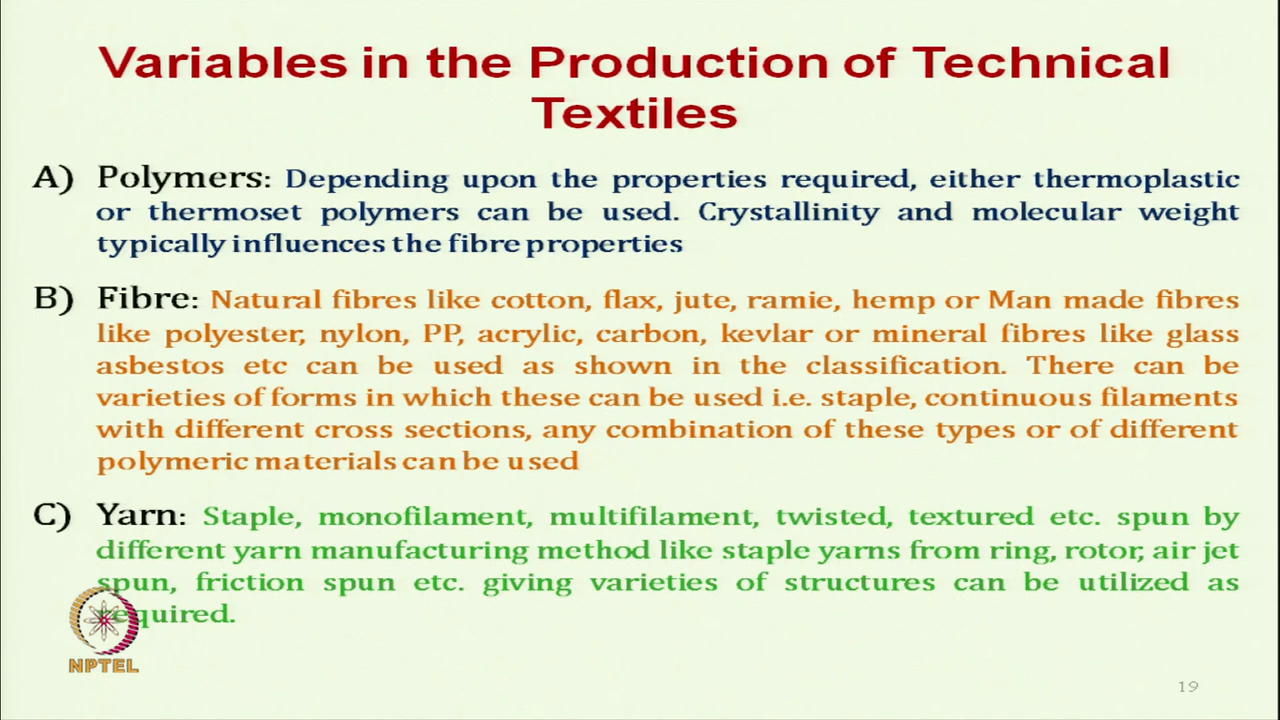 Variables in the Production of Technical
Textiles
A) Polymers: Depending upon the properties required, either thermoplastic
or thermoset polymers can be used. Crystallinity and molecular weight
typically influences the fibre properties
B) Fibre: Natural fibres like cotton, flax, jute, ramie, hemp or Man made fibres
like polyester, nylon, PP, acrylic, carbon, kevlar or mineral fibres like glass
asbestos etc can be used as shown in the classification. There can be
varieties of forms in which these can be used i.e. staple, continuous filaments
with different cross sections, any combination of these types or of different
polymeric materials can be used
C) Yarn: Staple, monofilament, multifilament, twisted, textured etc. spun by
different yarn manufacturing method like staple yarns from ring, rotor, air jet
spun, friction spun etc. giving varieties of structures can be utilized as
required.
NPTEL
19